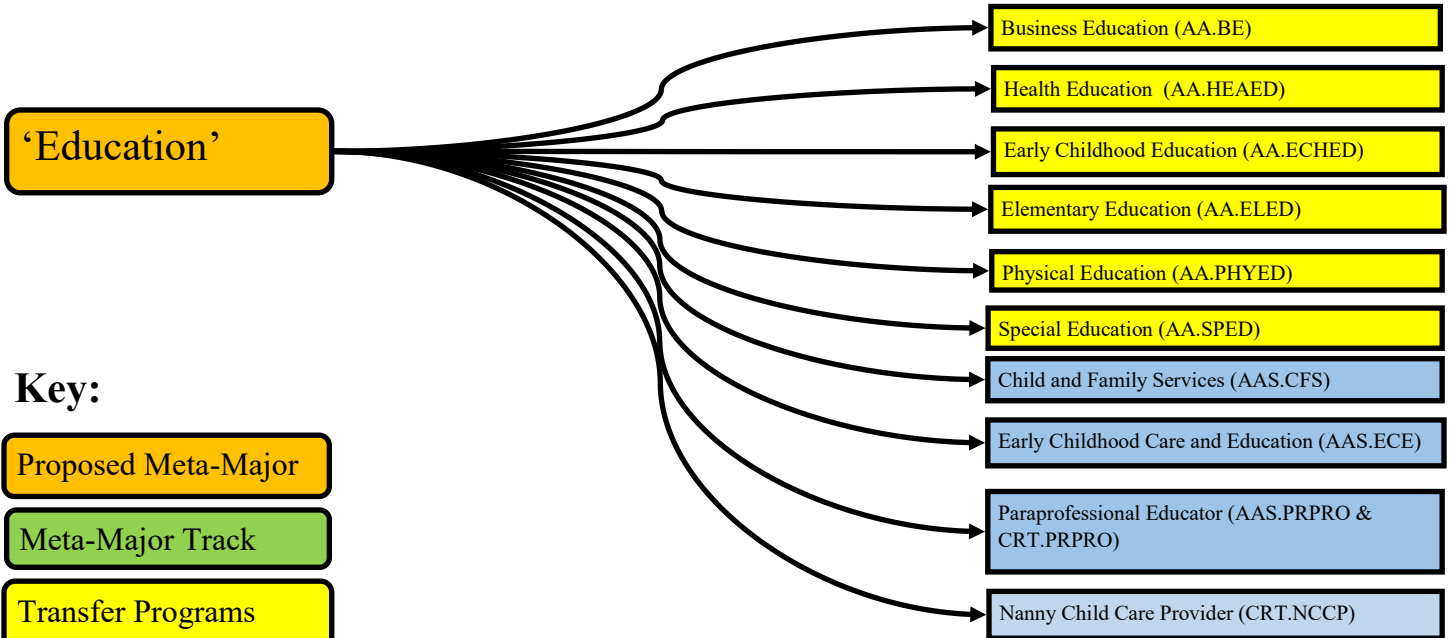 Business Education (AA.BE)
Health Education  (AA.HEAED)
‘Education’
Early Childhood Education (AA.ECHED)
Elementary Education (AA.ELED)
Physical Education (AA.PHYED)
Special Education (AA.SPED)
Child and Family Services (AAS.CFS)
Early Childhood Care and Education (AAS.ECE)
Paraprofessional Educator (AAS.PRPRO &
CRT.PRPRO)
Nanny Child Care Provider (CRT.NCCP)
Key:
Proposed Meta-Major
Meta-Major Track
Transfer Programs